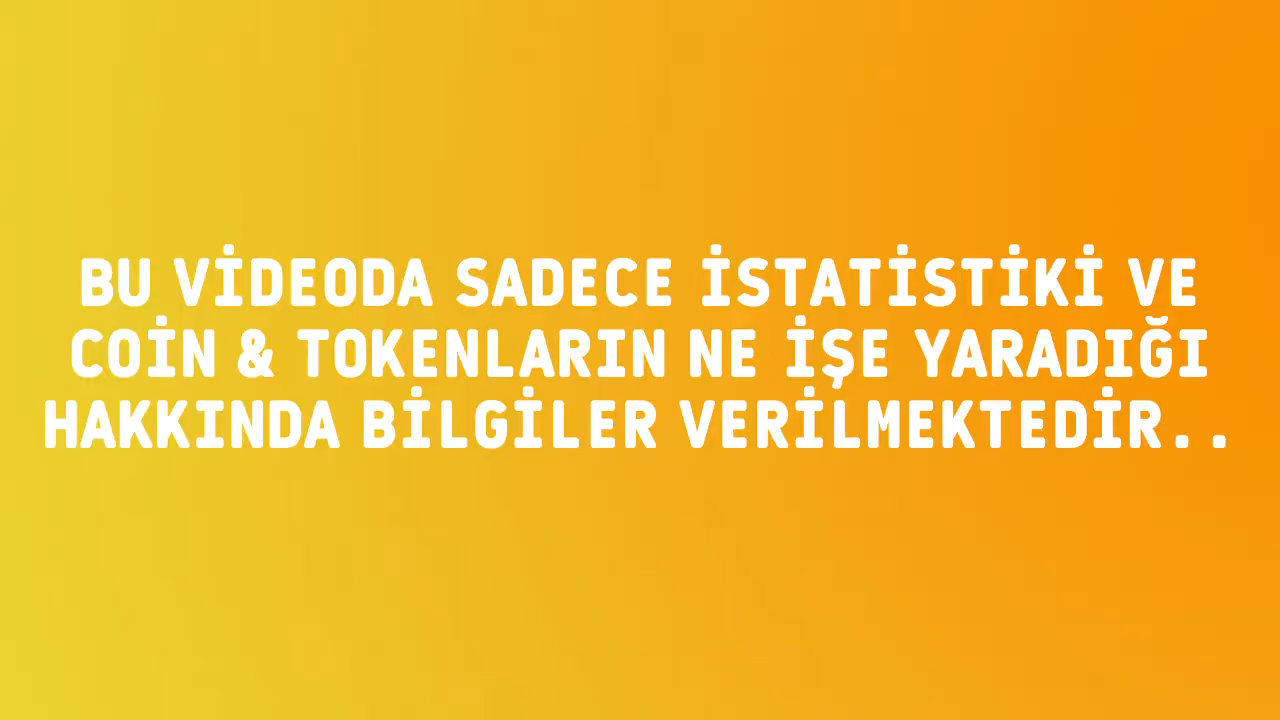 BU VİDEODA SADECE İSTATİSTİKİ VE
COİN & TOKENLARIN NE İŞE YARADIĞI
HAKKINDA BİLGİLER VERİLMEKTEDİR..